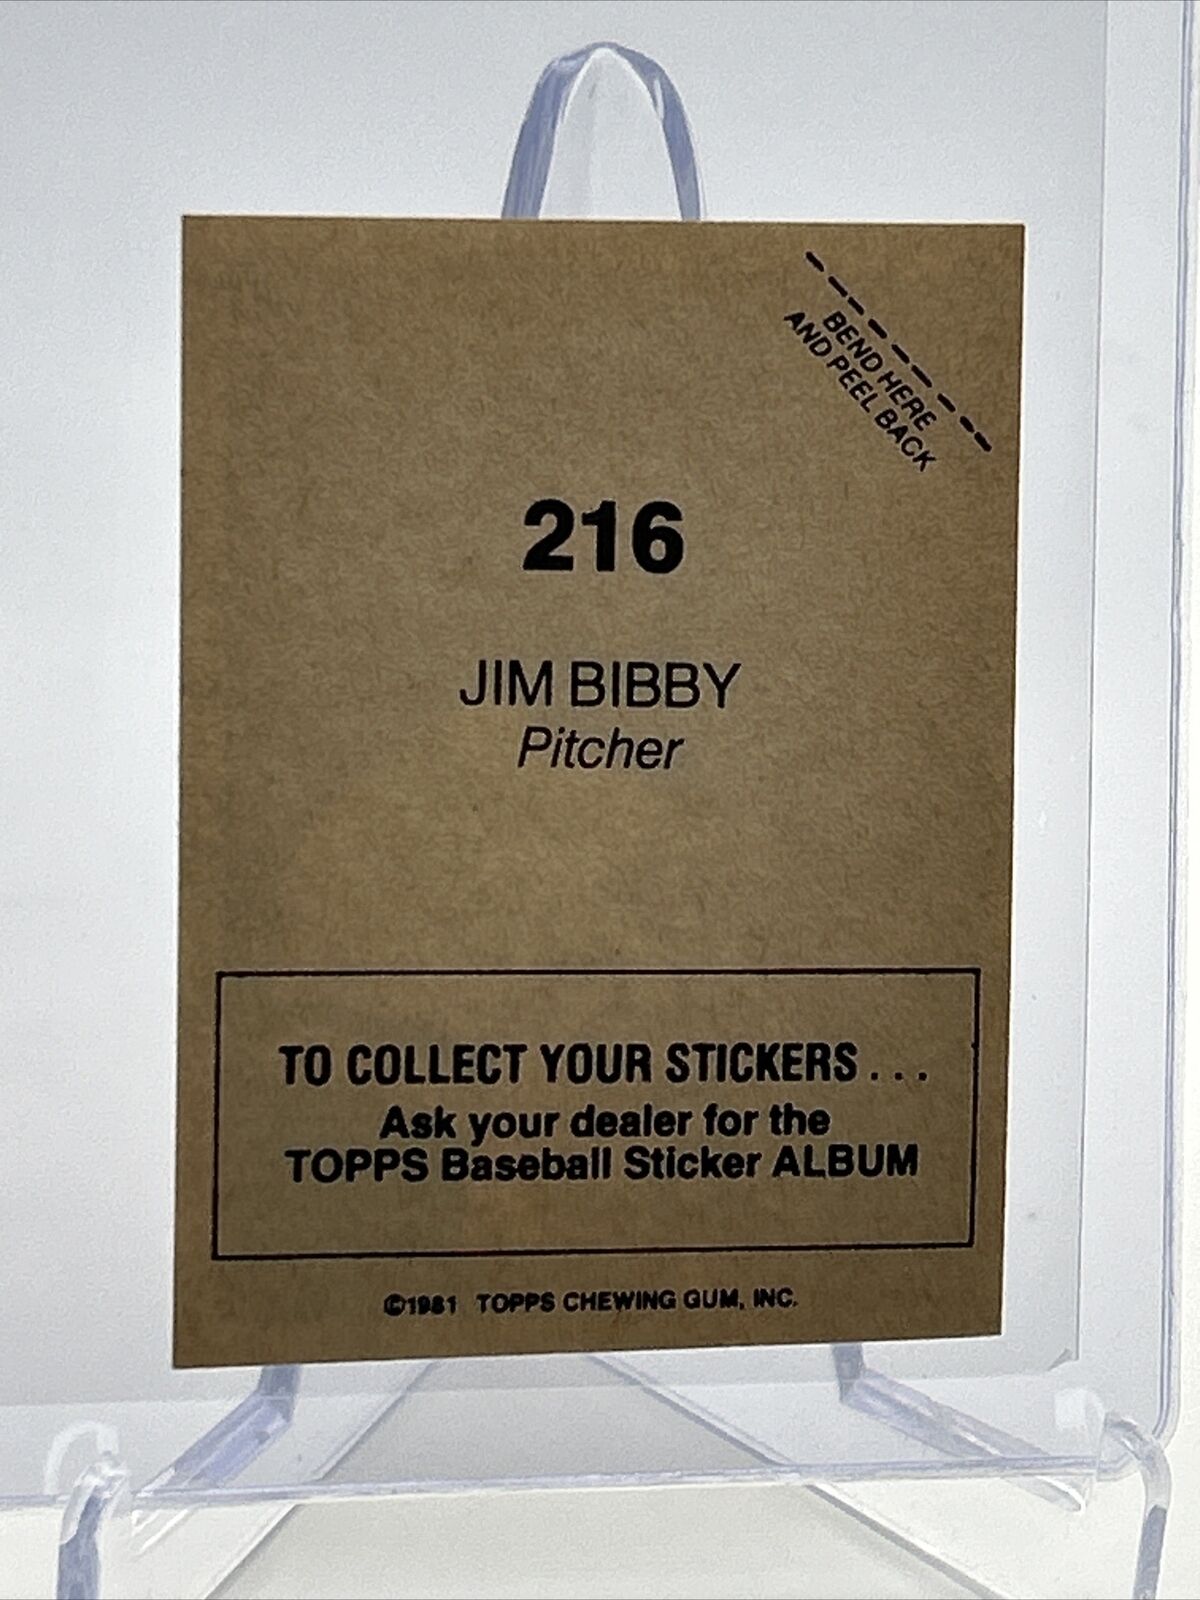 BEND HERE
AND PEEL BACK
216
JIM BIBBY
Pitcher
TO COLLECT YOUR STICKERS . . .
Ask your dealer for the
TOPPS Baseball Sticker ALBUM
©1981 TOPPS CHEWING GUM, INC.